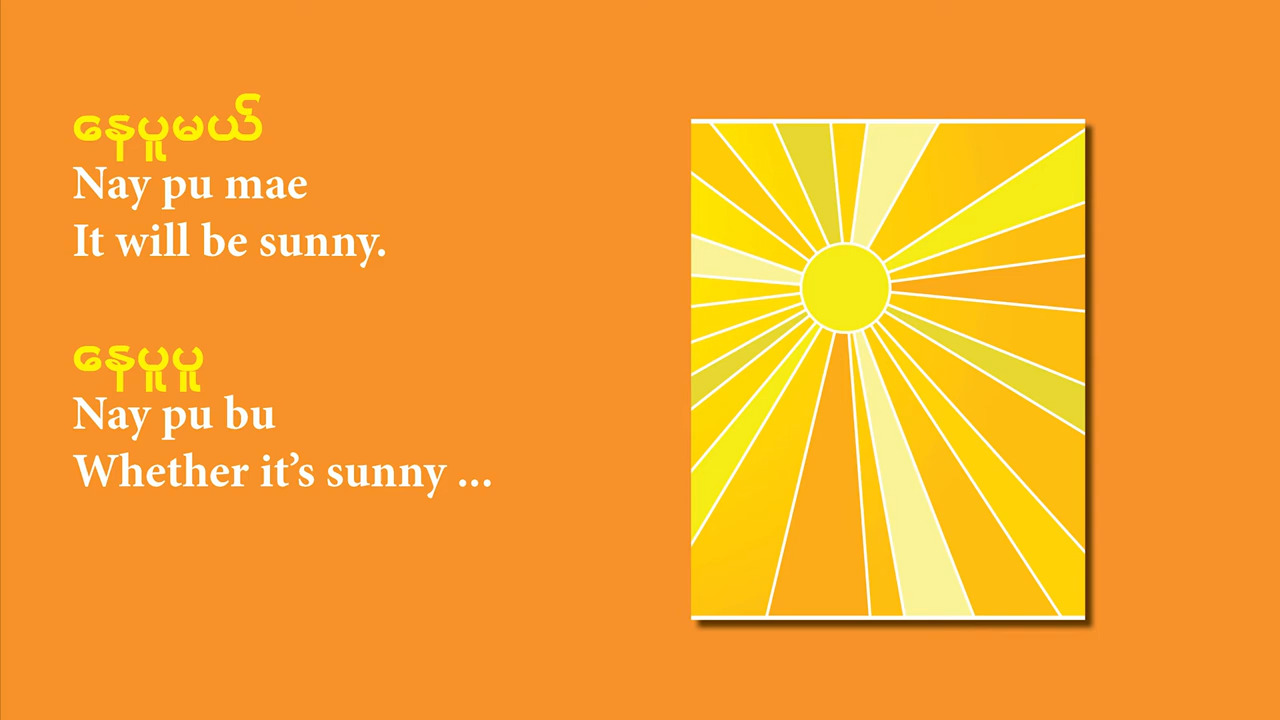 နေပူမယ်
Nay pu mae
It will be sunny.
နေပူပူ
Nay pu bu
Whether it’s sunny ...